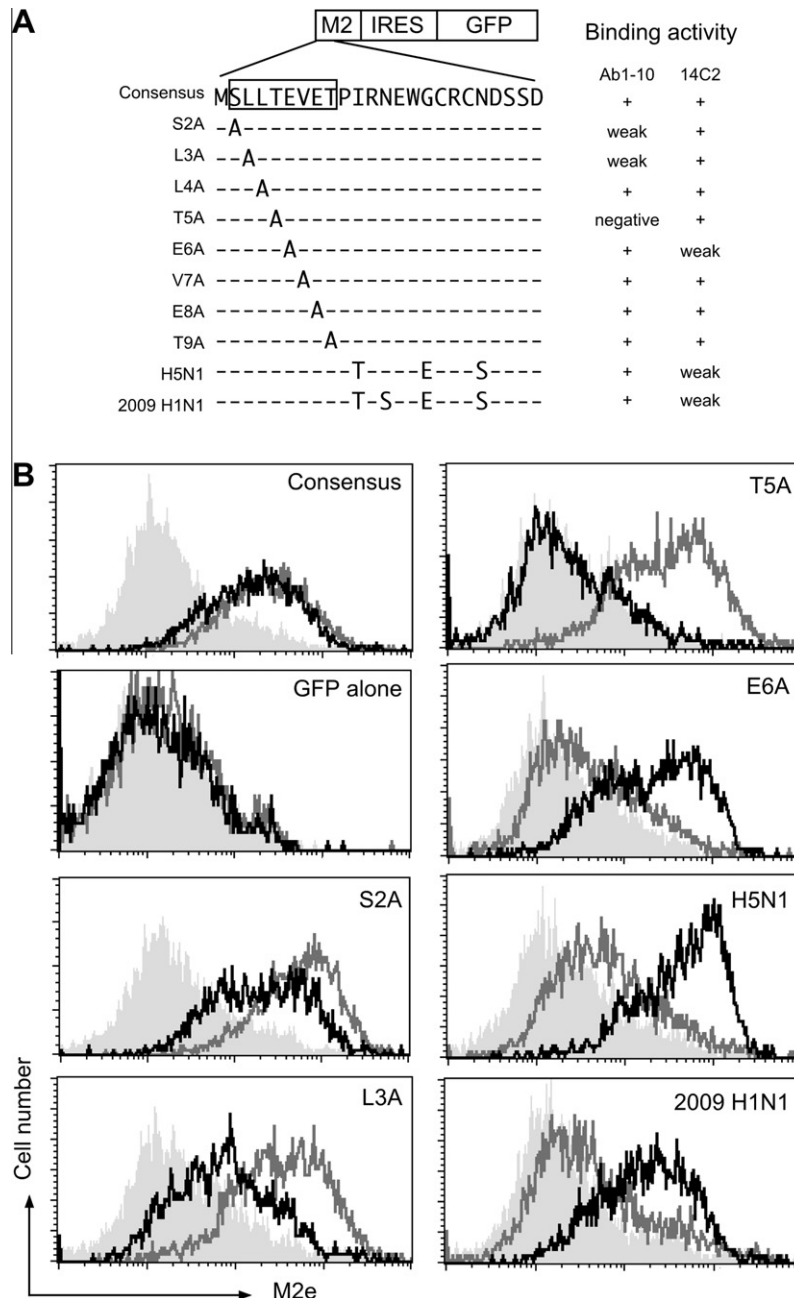 A
M2 IRES GFP
Binding activity
Ab1-10 14C2
Consensus MSLLTEVETPIRNEWGCRCNDSSD + +
S2A -A---------------------- weak +
L3A --A--------------------- weak +
L4A ---A-------------------- + +
T5A ----A------------------- negative +
E6A -----A------------------ + weak
V7A ------A----------------- + +
E8A -------A---------------- + +
T9A --------A--------------- + +
H5N1 ----------T----E---N---- + weak
2009 H1N1 ----------T-S--E---S---- + weak
B
Consensus
T5A
GFP alone
E6A
S2A
H5N1
L3A
2009 H1N1
Cell number
M2e